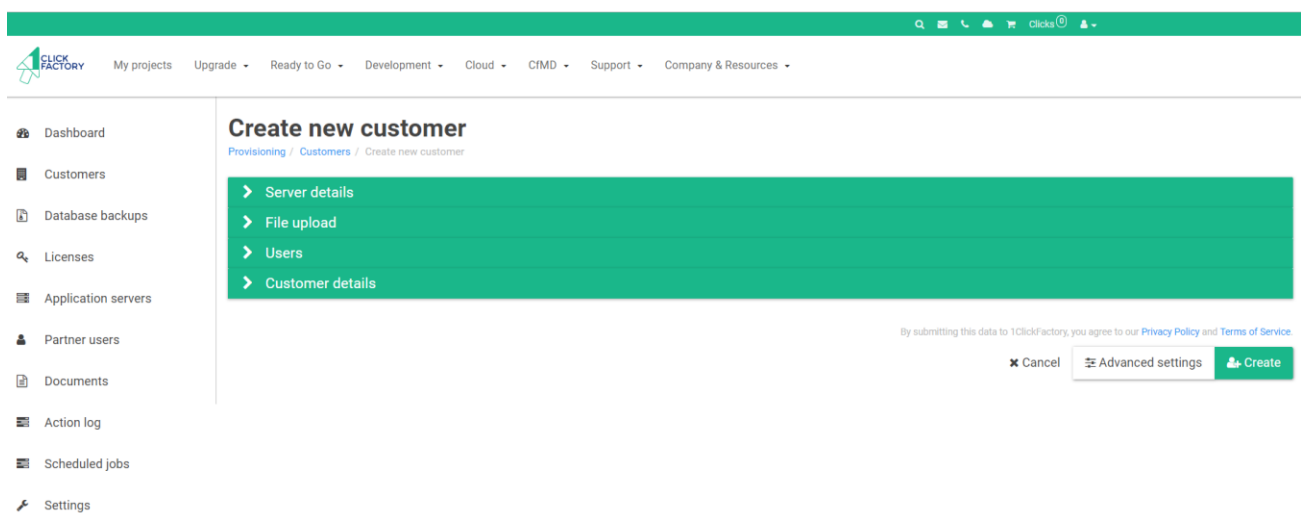 Clicks 0
1 CLICK FACTORY
My projects Upgrade Ready to Go Development Cloud CfMD Support Company & Resources
Dashboard
Customers
Database backups
Licenses
Application servers
Partner users
Documents
Action log
Scheduled jobs
Settings
Create new customer
Provisioning / Customers / Create new customer
Server details
File upload
Users
Customer details
By submitting this data to 1ClickFactory, you agree to our Privacy Policy and Terms of Service.
Cancel Advanced settings Create